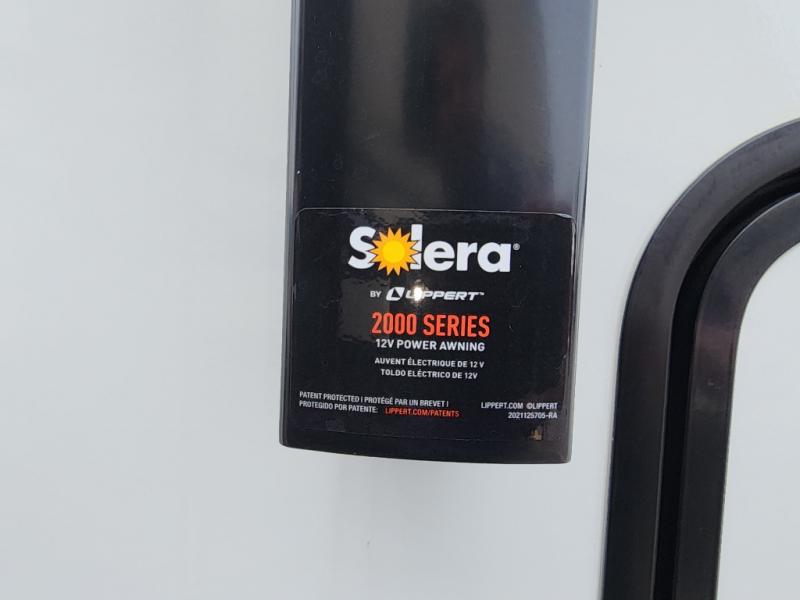 Solera®
BY LIPPERT™
2000 SERIES
12V POWER AWNING
AUVENT ÉLECTRIQUE DE 12 V
TOLDO ELÉCTRICO DE 12V
PATENT PROTECTED | PROTÉGÉ PAR UN BREVET |
PROTEGIDO POR PATENTE: LIPPERT.COM/PATENTS
LIPPERT.COM ©LIPPERT
2021125705-RA